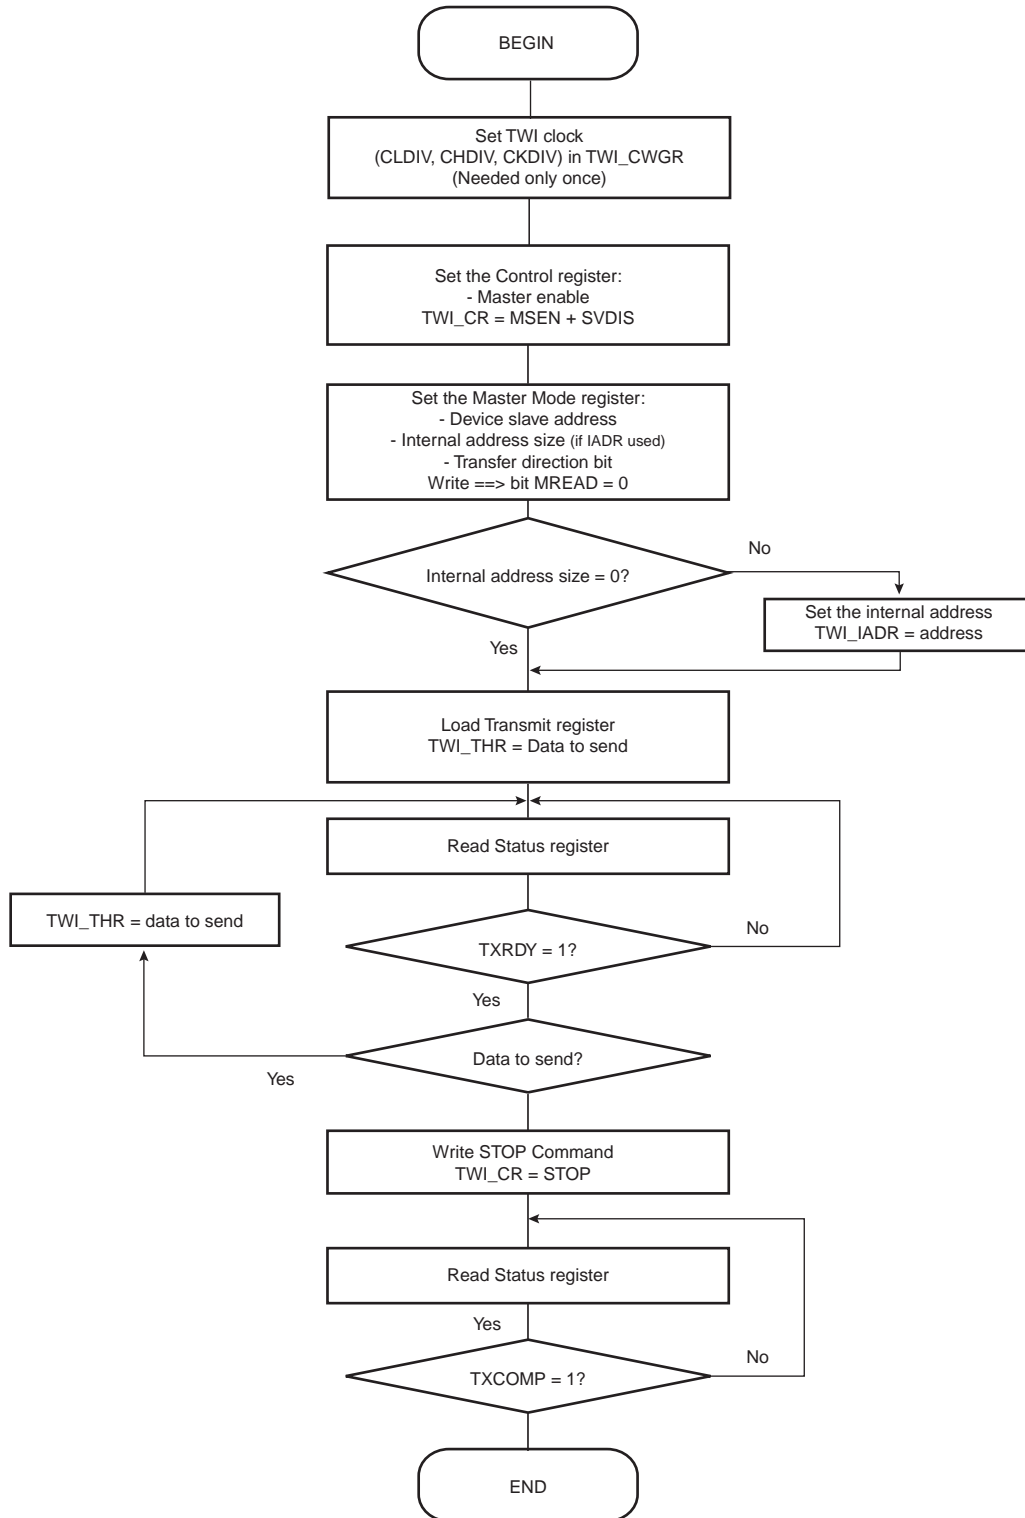 BEGIN
Set TWI clock
(CLDIV, CHDIV, CKDIV) in TWI_CWGR
(Needed only once)
Set the Control register:
- Master enable
TWI_CR = MSEN + SVDIS
Set the Master Mode register:
- Device slave address
- Internal address size (if IADR used)
- Transfer direction bit
Write ==> bit MREAD = 0
No
Internal address size = 0?
Set the internal address
TWI_IADR = address
Yes
Load Transmit register
TWI_THR = Data to send
Read Status register
TWI_THR = data to send
No
TXRDY = 1?
Yes
Data to send?
Yes
Write STOP Command
TWI_CR = STOP
Read Status register
Yes
No
TXCOMP = 1?
END